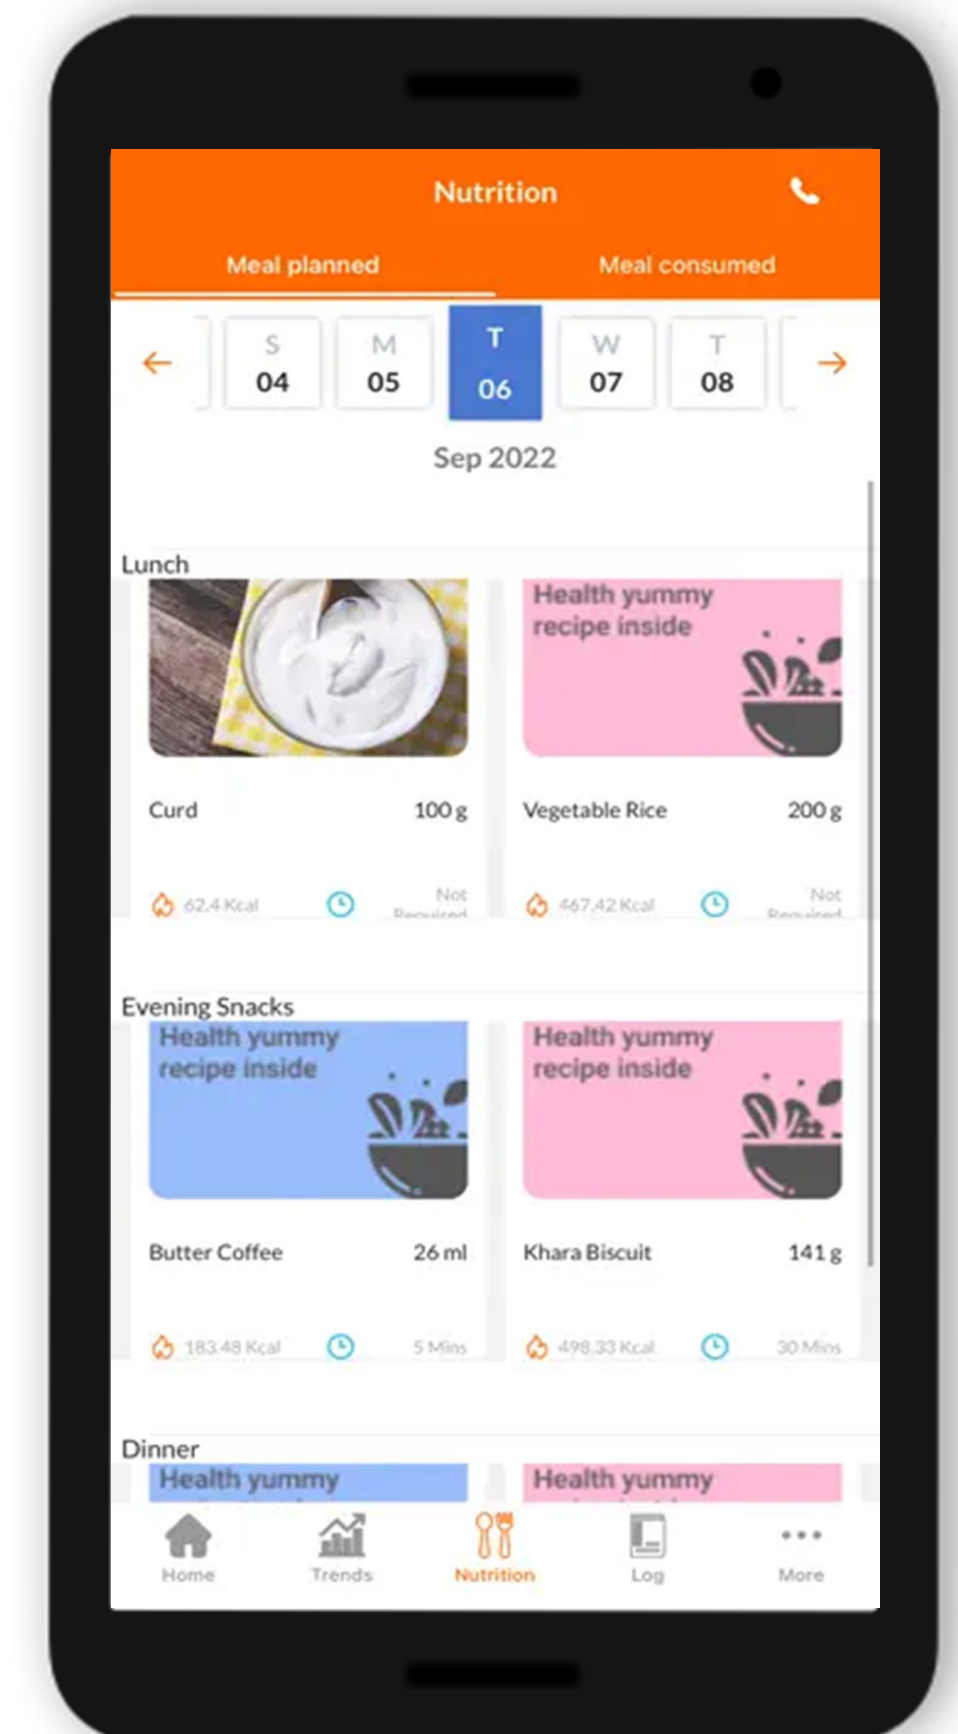 Nutrition
Meal planned
Meal consumed
S
04
M
05
T
06
W
07
T
08
Sep 2022
Lunch
Health yummy
recipe inside
Curd
100 g
Vegetable Rice
200 g
62.4 Kcal
Not
Required
467.42 Kcal
Not
Required
Evening Snacks
Health yummy
recipe inside
Health yummy
recipe inside
Butter Coffee
26 ml
Khara Biscuit
141 g
183.48 Kcal
5 Mins
498.33 Kcal
30 Mins
Dinner
Health yummy
Health yummy
Home
Trends
Nutrition
Log
More